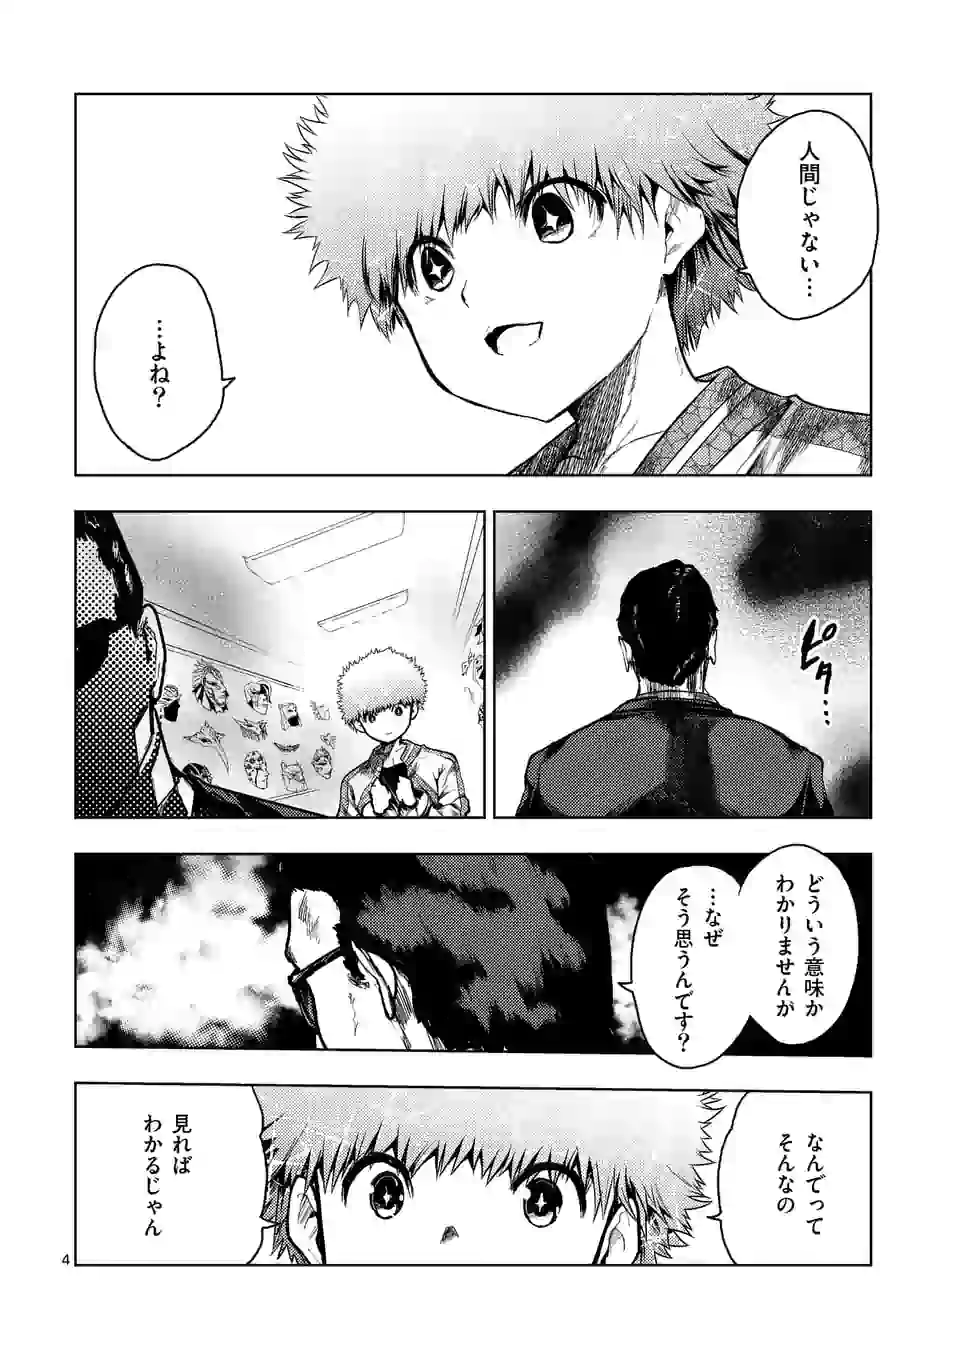 人間じゃない…
…よね？
ピタ…
どういう意味か
わかりませんが
…なぜ
そう思うんです？
なんでって
そんなの
見れば
わかるじゃん
4